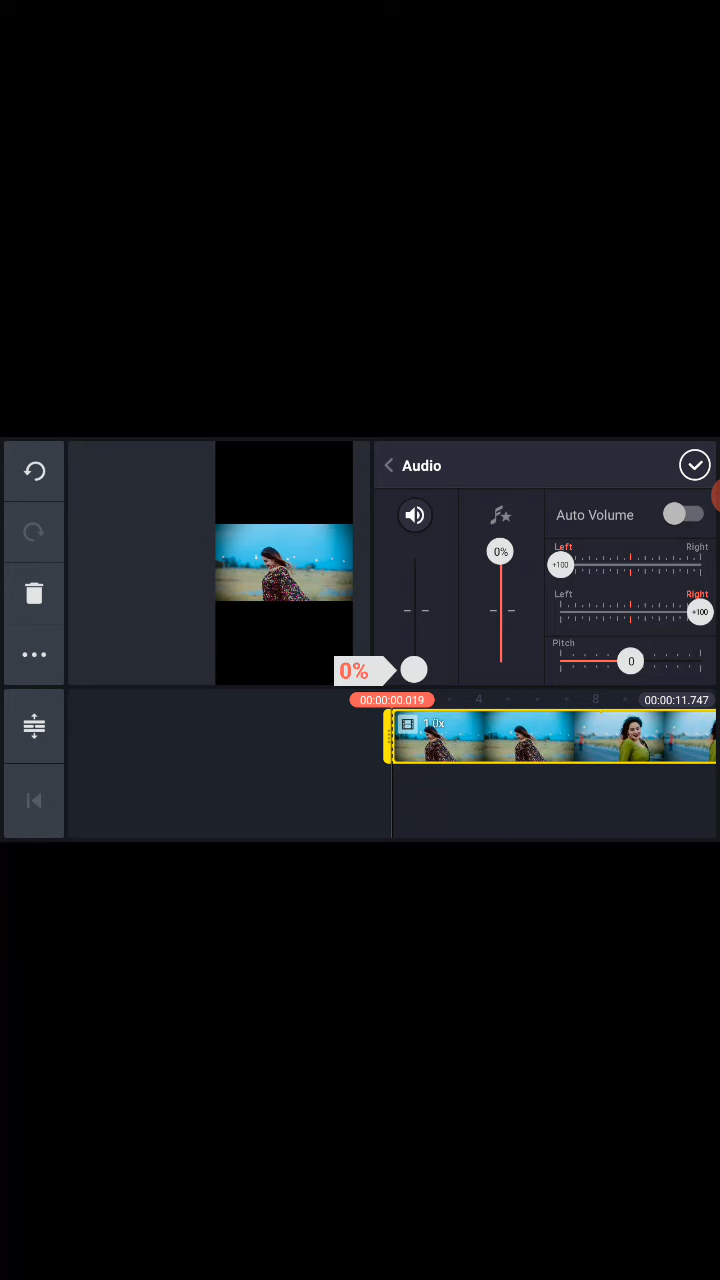 Audio
Auto Volume
0%
Left Right
+100
Left Right
+100
Pitch
0
0%
00:00:00.019
4
8
00:00:11.747
1.0x